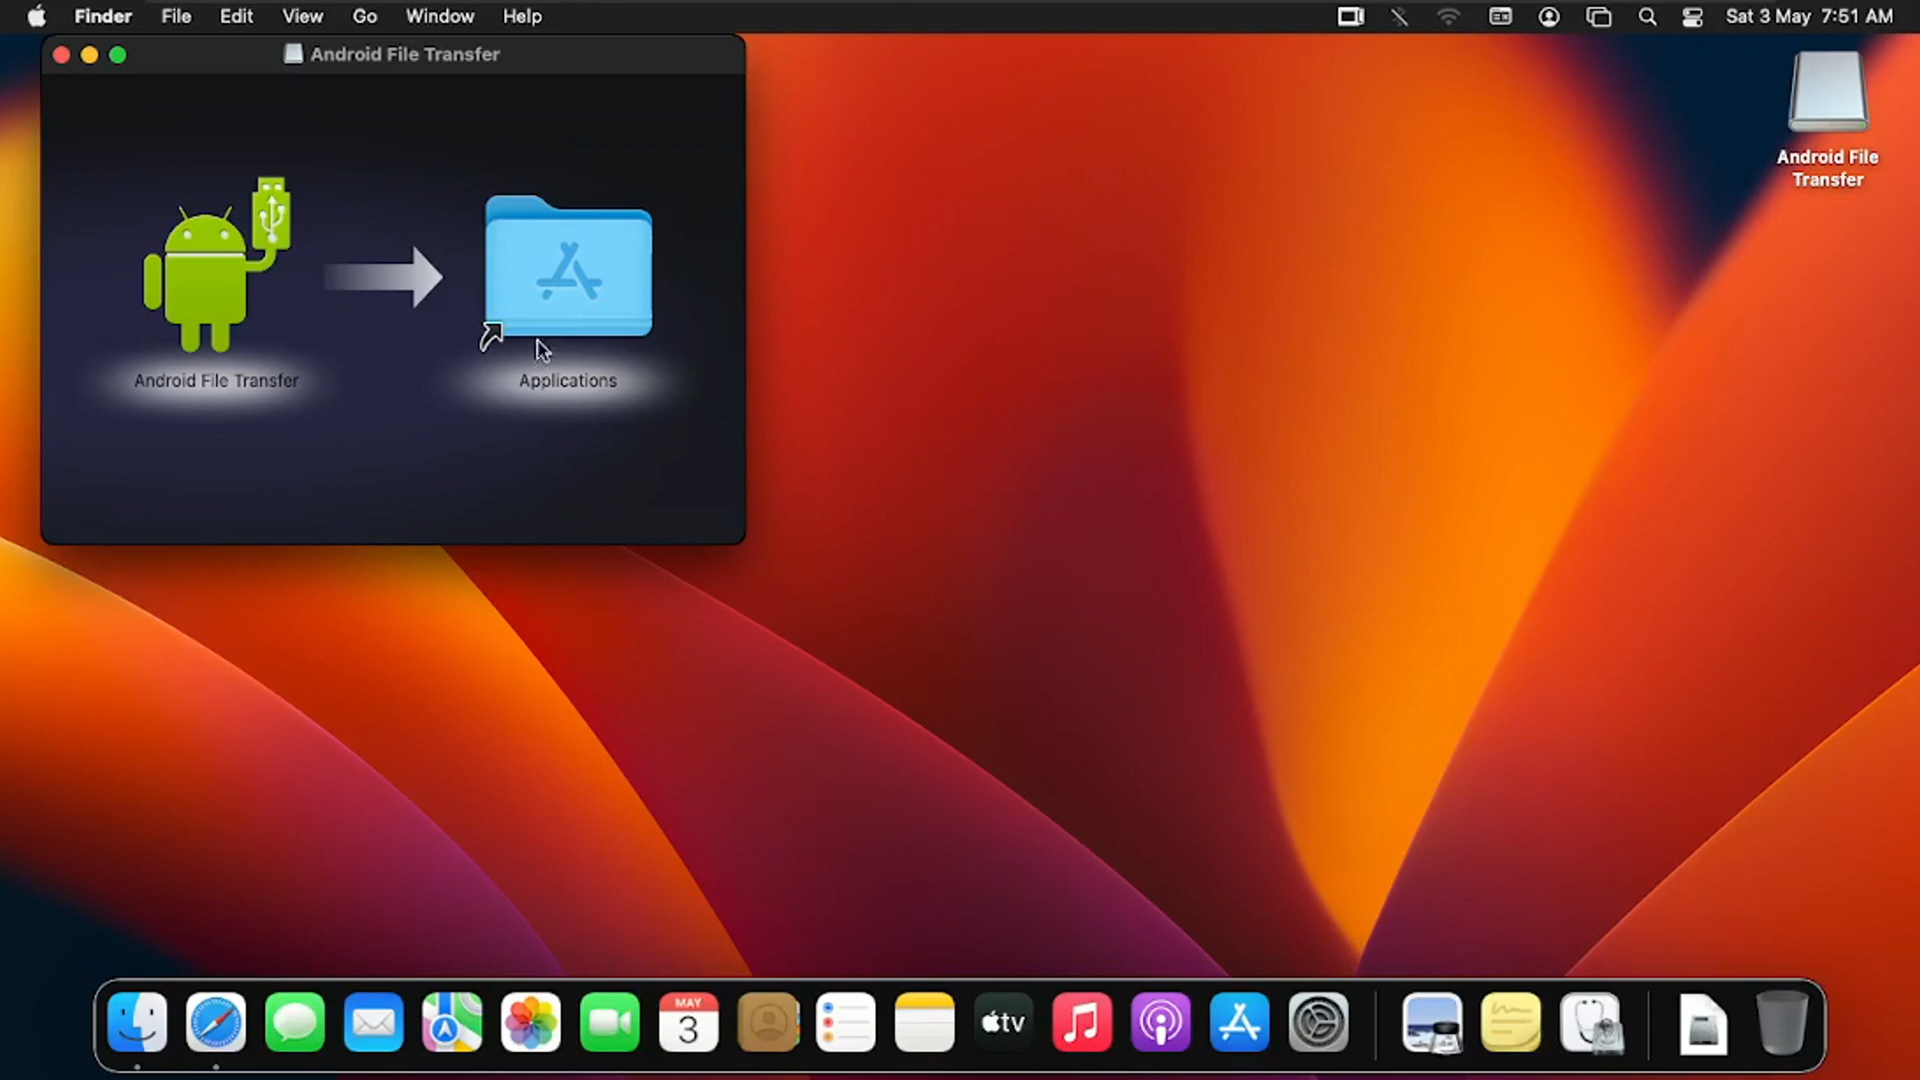 Finder File Edit View Go Window Help Sat 3 May 7:51 AM
Android File Transfer
Android File Transfer
Applications
Android File
Transfer
MAY
3
tv